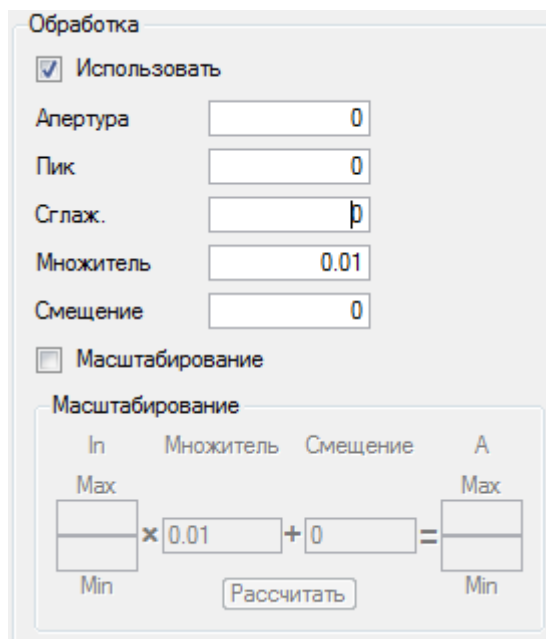 Обработка
Использовать
Апертура 0
Пик 0
Сглаж. 0
Множитель 0.01
Смещение 0
Масштабирование
Масштабирование
In Множитель Смещение A
Max Max
× 0.01 + 0 =
Min Рассчитать Min